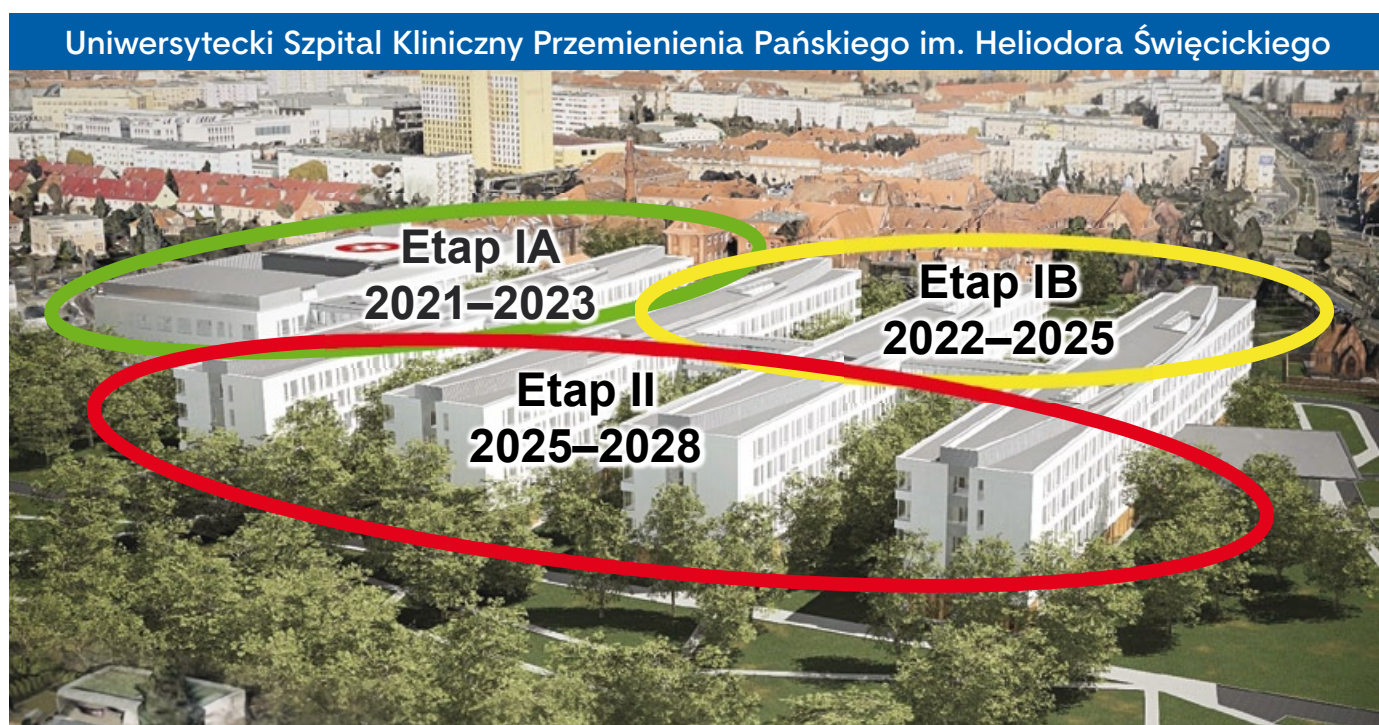 Uniwersytecki Szpital Kliniczny Przemienienia Pańskiego im. Heliodora Święcickiego
Etap IA
2021–2023
Etap IB
2022–2025
Etap II
2025–2028